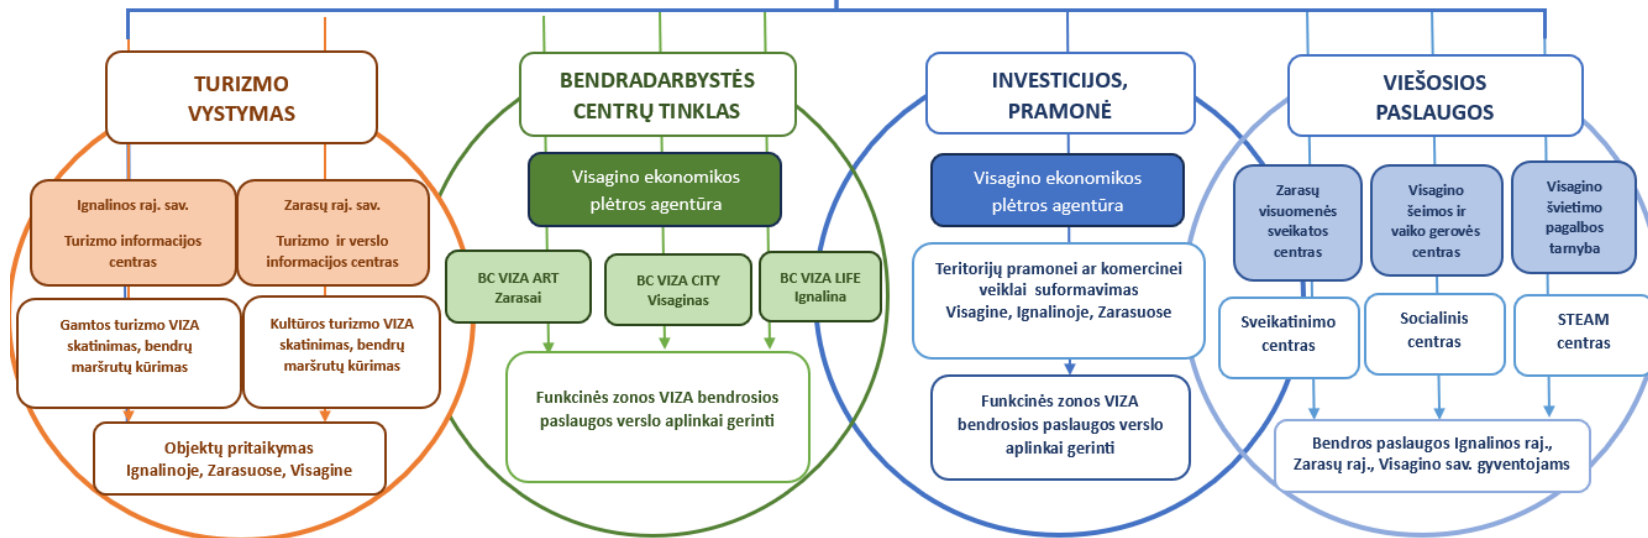 TURIZMO
VYSTYMAS
Ignalinos raj. sav.
Turizmo informacijos
centras
Zarasų raj. sav.
Turizmo ir verslo
informacijos centras
Gamtos turizmo VIZA
skatinimas, bendrų
maršrutų kūrimas
Kultūros turizmo VIZA
skatinimas, bendrų
maršrutų kūrimas
Objektų pritaikymas
Ignalinoje, Zarasuose, Visagine
BENDRADARBYSTĖS
CENTRŲ TINKLAS
Visagino ekonomikos
plėtros agentūra
BC VIZA ART
Zarasai
BC VIZA CITY
Visaginas
BC VIZA LIFE
Ignalina
Funkcinės zonos VIZA bendrosios
paslaugos verslo aplinkai gerinti
INVESTICIJOS,
PRAMONĖ
Visagino ekonomikos
plėtros agentūra
Teritorijų pramonei ar komercinei
veiklai suformavimas
Visagine, Ignalinoje, Zarasuose
Funkcinės zonos VIZA
bendrosios paslaugos verslo
aplinkai gerinti
VIEŠOSIOS
PASLAUGOS
Zarasų
visuomenės
sveikatos
centras
Visagino
šeimos ir
vaiko gerovės
centras
Visagino
švietimo
pagalbos
tarnyba
Sveikatinimo
centras
Socialinis
centras
STEAM
centras
Bendros paslaugos Ignalinos raj.,
Zarasų raj., Visagino sav. gyventojams